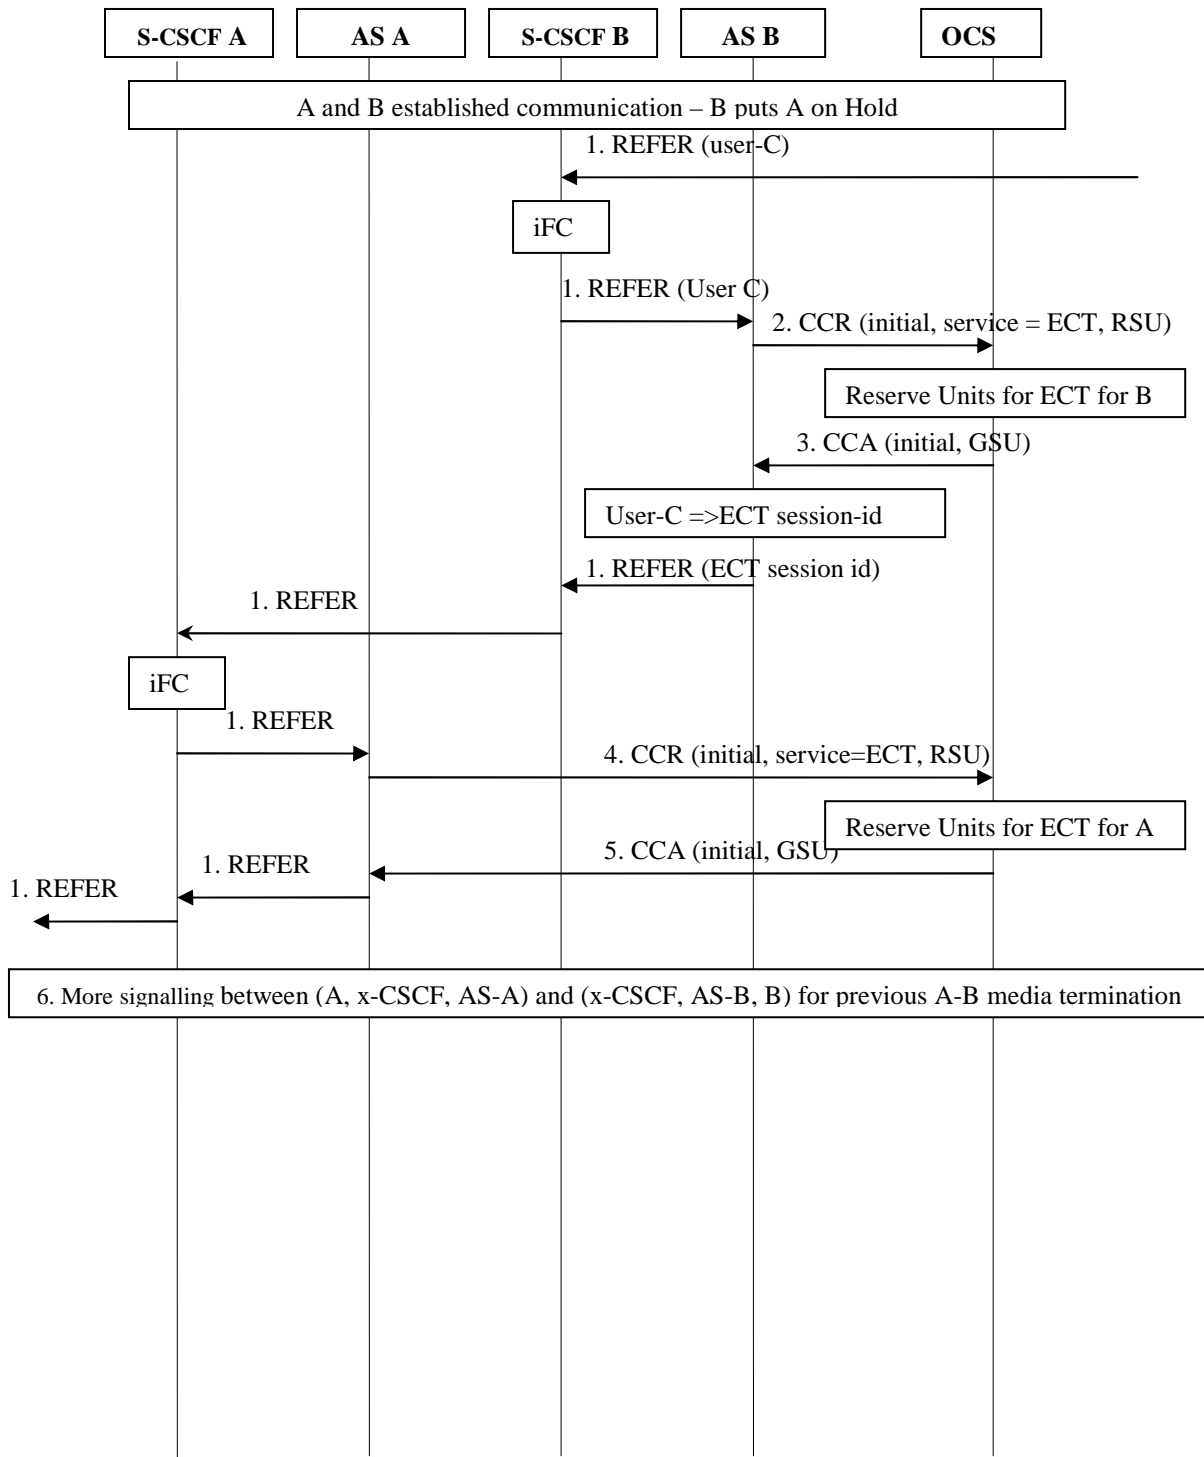 S-CSCF A
AS A
S-CSCF B
AS B
OCS
A and B established communication – B puts A on Hold
1. REFER (user-C)
iFC
1. REFER (User C)
2. CCR (initial, service = ECT, RSU)
Reserve Units for ECT for B
3. CCA (initial, GSU)
User-C =>ECT session-id
1. REFER (ECT session id)
1. REFER
iFC
1. REFER
4. CCR (initial, service=ECT, RSU)
Reserve Units for ECT for A
5. CCA (initial, GSU)
1. REFER
1. REFER
6. More signalling between (A, x-CSCF, AS-A) and (x-CSCF, AS-B, B) for previous A-B media termination